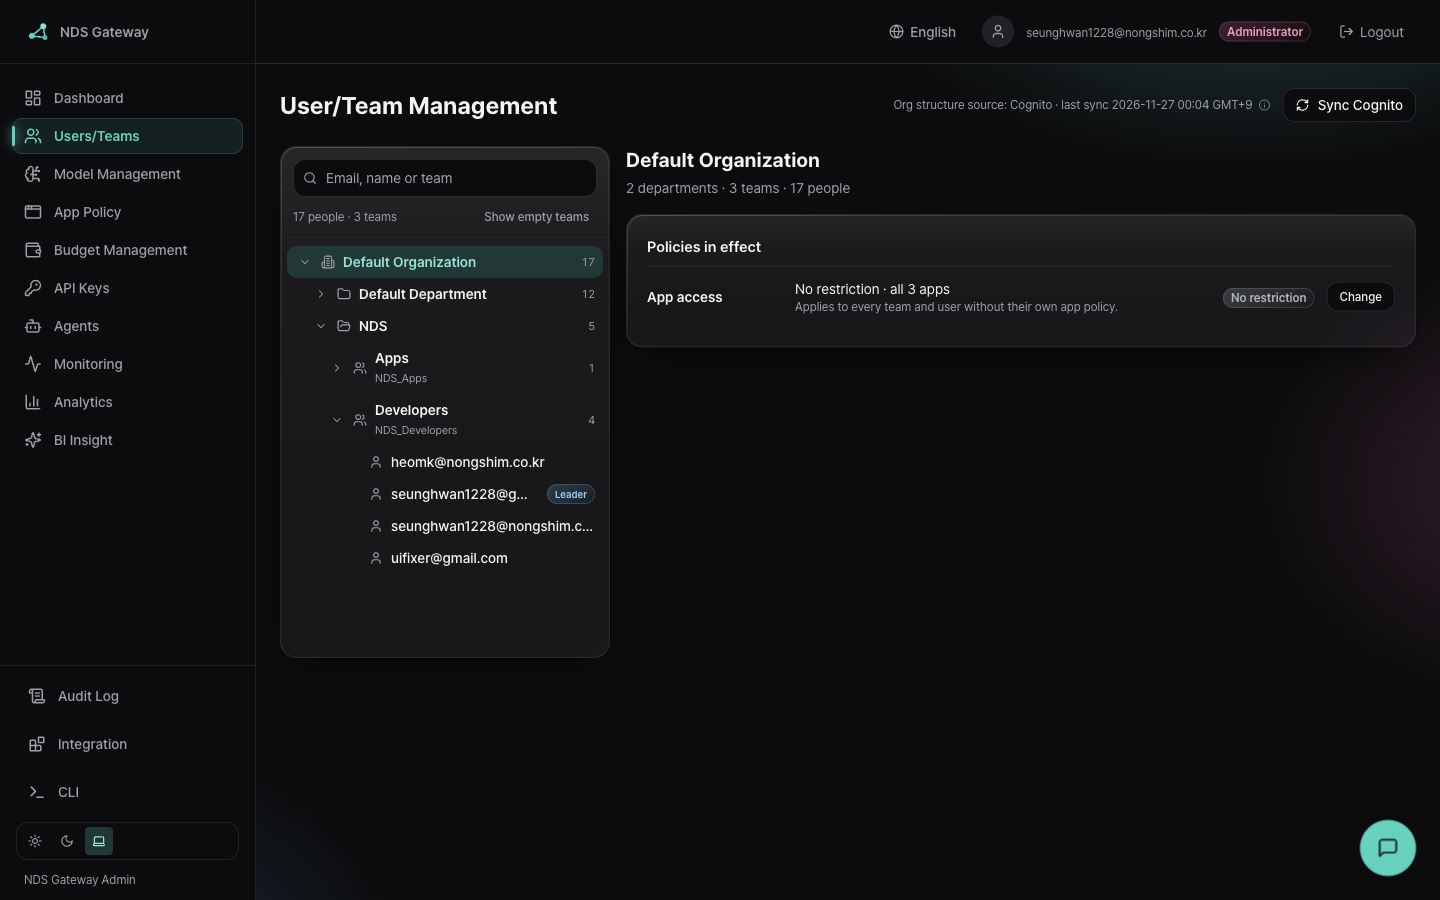 NDS Gateway
English
seunghwan1228@nongshim.co.kr
Administrator
Logout
Dashboard
Users/Teams
Model Management
App Policy
Budget Management
API Keys
Agents
Monitoring
Analytics
BI Insight
Audit Log
Integration
CLI
NDS Gateway Admin
User/Team Management
Org structure source: Cognito · last sync 2026-11-27 00:04 GMT+9
Sync Cognito
Email, name or team
17 people · 3 teams
Show empty teams
Default Organization 17
Default Department 12
NDS 5
Apps
NDS_Apps
1
Developers
NDS_Developers
4
heomk@nongshim.co.kr
seunghwan1228@g... Leader
seunghwan1228@nongshim.c...
uifixer@gmail.com
Default Organization
2 departments · 3 teams · 17 people
Policies in effect
App access
No restriction · all 3 apps
Applies to every team and user without their own app policy.
No restriction
Change